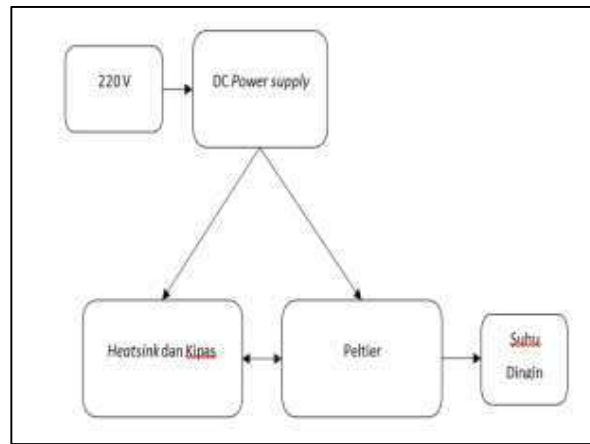 220 V
DC Power supply
Heatsink dan Kipas
Peltier
Suhu
Dingin